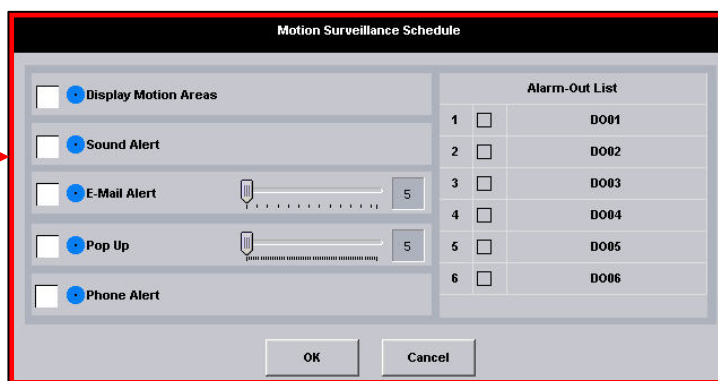 Motion Surveillance Schedule
Display Motion Areas
Sound Alert
E-Mail Alert 5
Pop Up 5
Phone Alert
Alarm-Out List
1 DO01
2 DO02
3 DO03
4 DO04
5 DO05
6 DO06
OK Cancel